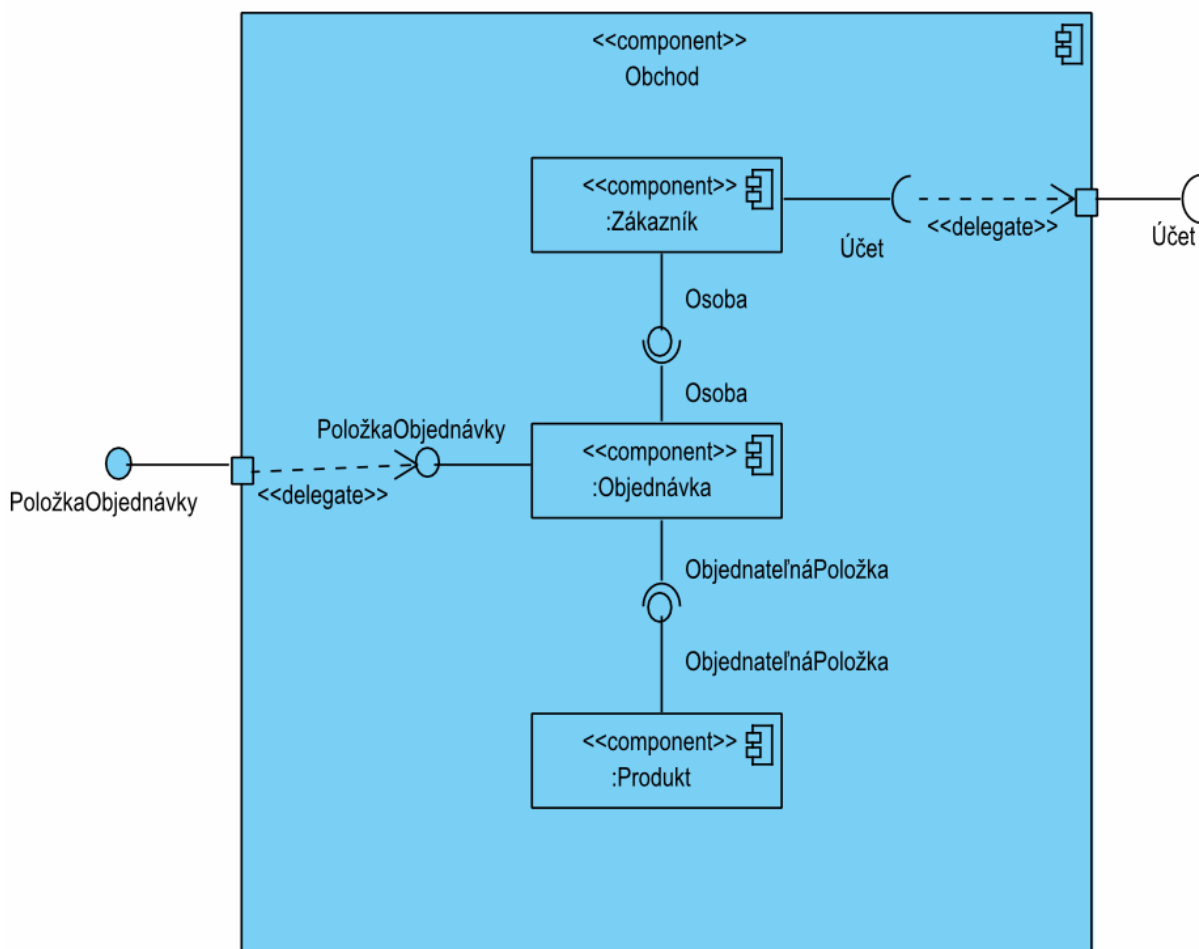 <<component>>
Obchod
<<component>>
:Zákazník
Účet
<<delegate>>
Účet
Osoba
Osoba
PoložkaObjednávky
<<component>>
:Objednávka
<<delegate>>
PoložkaObjednávky
ObjednateľnáPoložka
ObjednateľnáPoložka
<<component>>
:Produkt